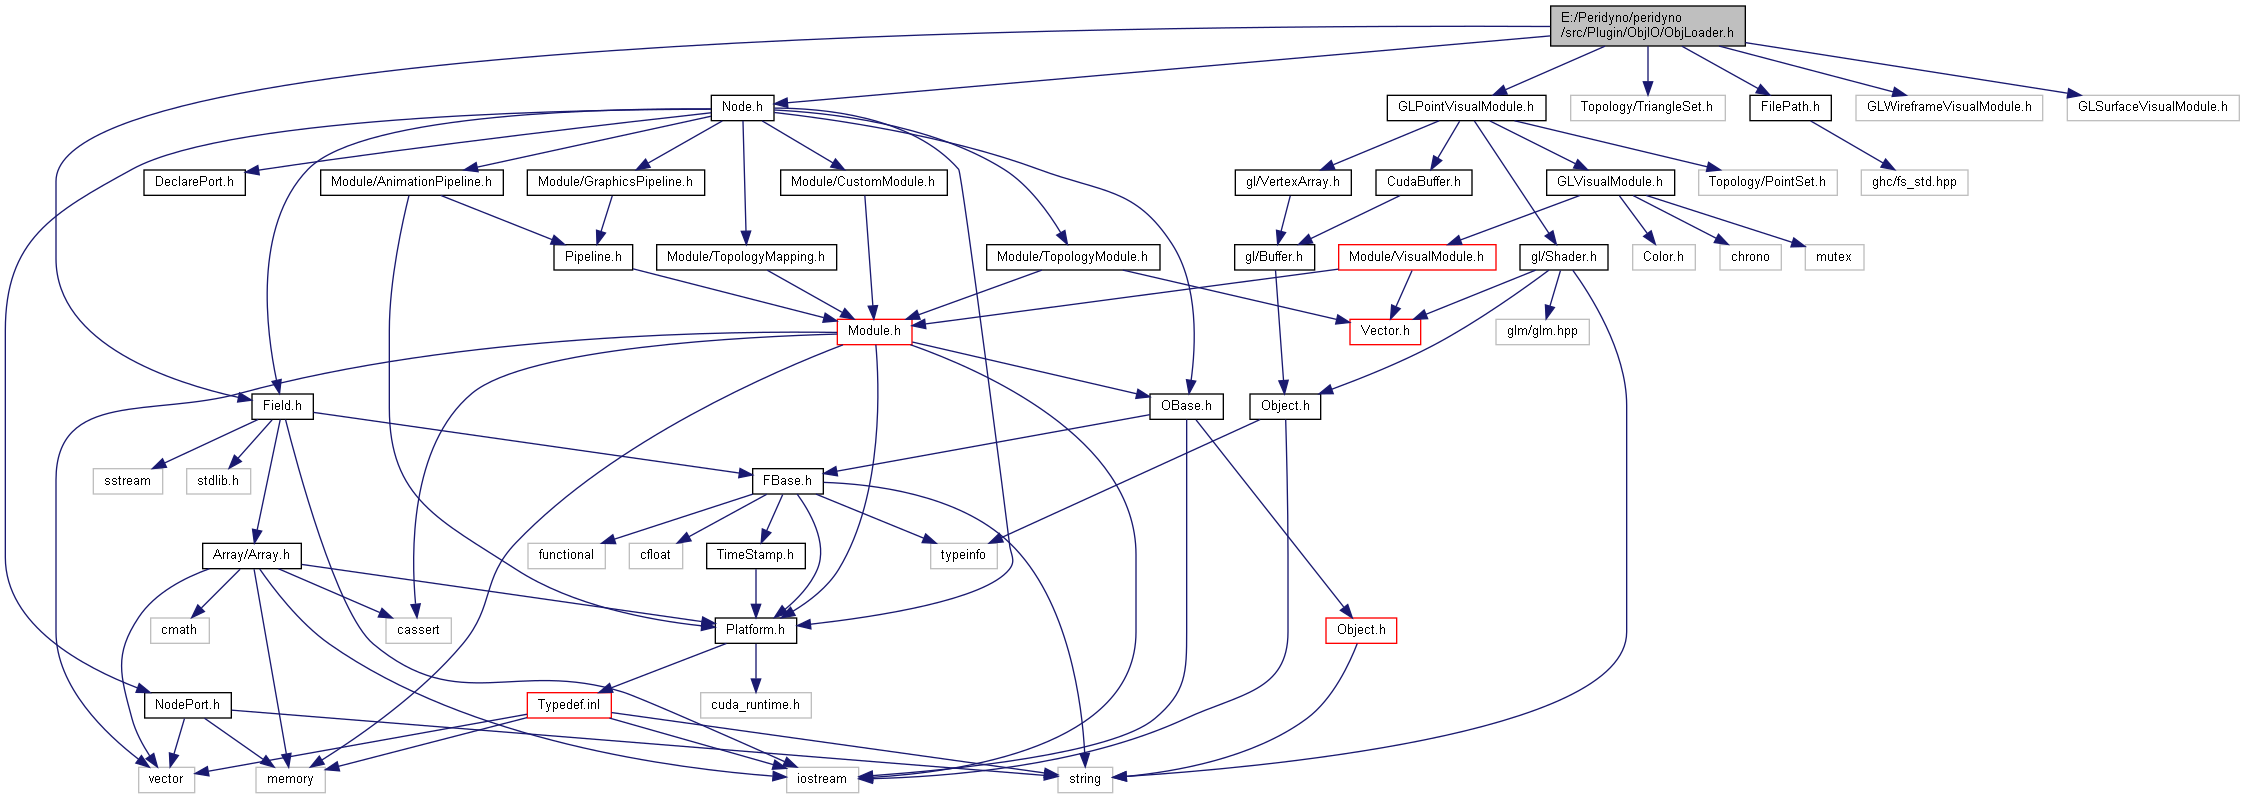 E:/Peridyno/peridyno
/src/Plugin/ObjIO/ObjLoader.h
Node.h
GLPointVisualModule.h
Topology/TriangleSet.h
FilePath.h
GLWireframeVisualModule.h
GLSurfaceVisualModule.h
DeclarePort.h
Module/AnimationPipeline.h
Module/GraphicsPipeline.h
Module/CustomModule.h
gl/VertexArray.h
CudaBuffer.h
GLVisualModule.h
Topology/PointSet.h
ghc/fs_std.hpp
Pipeline.h
Module/TopologyMapping.h
Module/TopologyModule.h
gl/Buffer.h
Module/VisualModule.h
gl/Shader.h
Color.h
chrono
mutex
Module.h
Vector.h
glm/glm.hpp
Field.h
OBase.h
Object.h
sstream
stdlib.h
FBase.h
Array/Array.h
functional
cfloat
TimeStamp.h
typeinfo
cmath
cassert
Platform.h
Object.h
NodePort.h
Typedef.inl
cuda_runtime.h
vector
memory
iostream
string